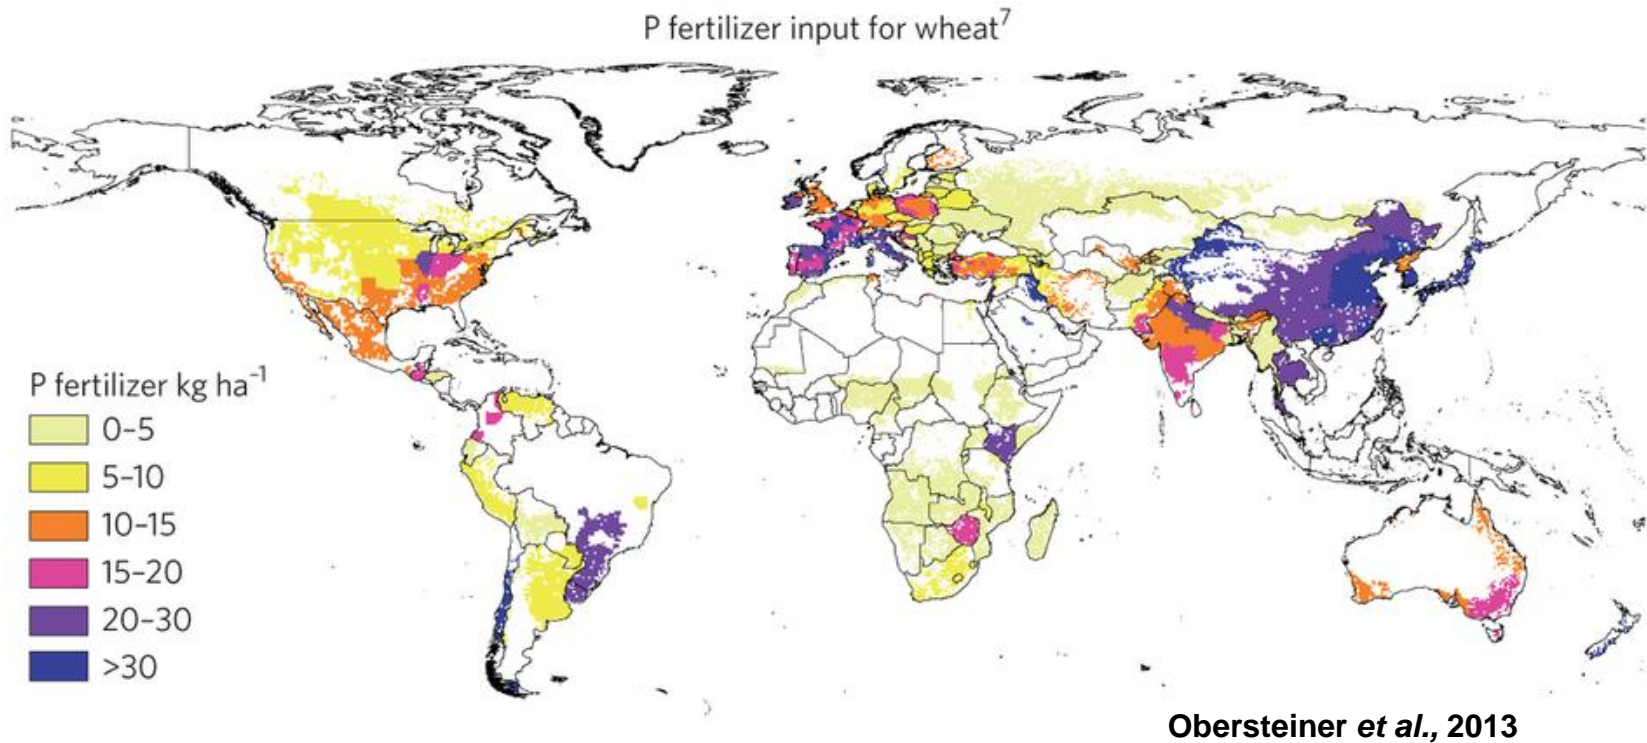 P fertilizer input for wheat⁷
P fertilizer kg ha⁻¹
0–5
5–10
10–15
15–20
20–30
>30
Obersteiner et al., 2013